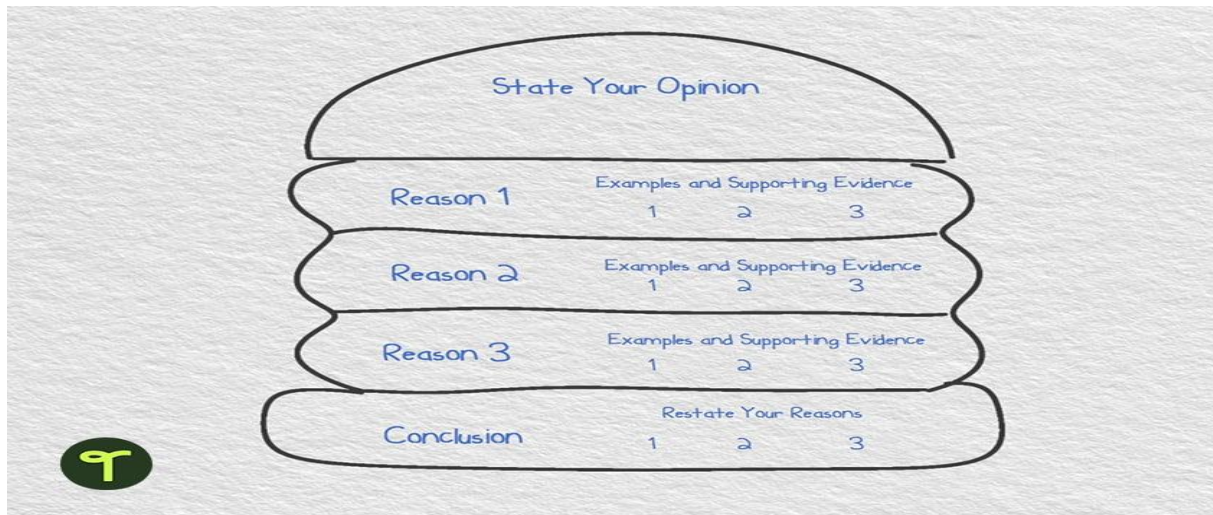 State Your Opinion
Reason 1
Examples and Supporting Evidence
1 2 3
Reason 2
Examples and Supporting Evidence
1 2 3
Reason 3
Examples and Supporting Evidence
1 2 3
Conclusion
Restate Your Reasons
1 2 3